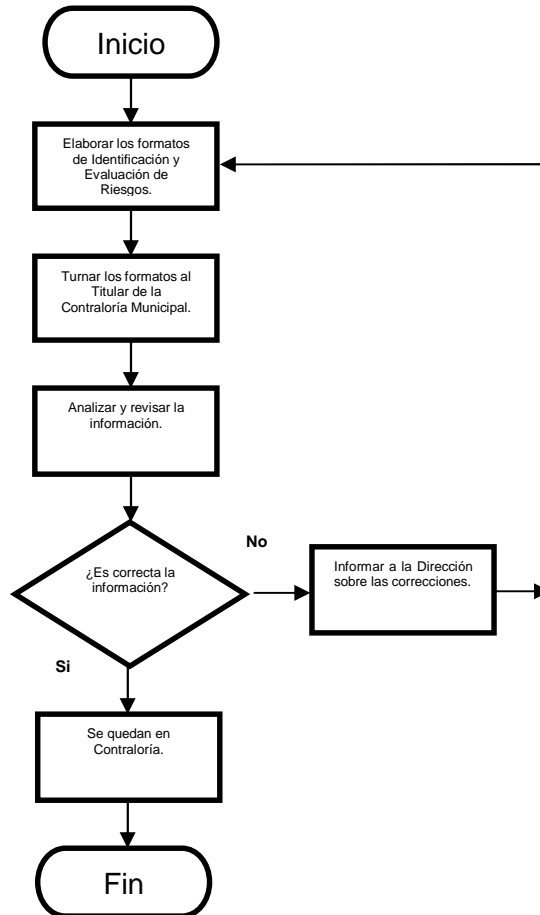 Inicio
Elaborar los formatos
de Identificación y
Evaluación de
Riesgos.
Turnar los formatos al
Titular de la
Contraloría Municipal.
Analizar y revisar la
información.
¿Es correcta la
información?
No
Informar a la Dirección
sobre las correcciones.
Si
Se quedan en
Contraloría.
Fin